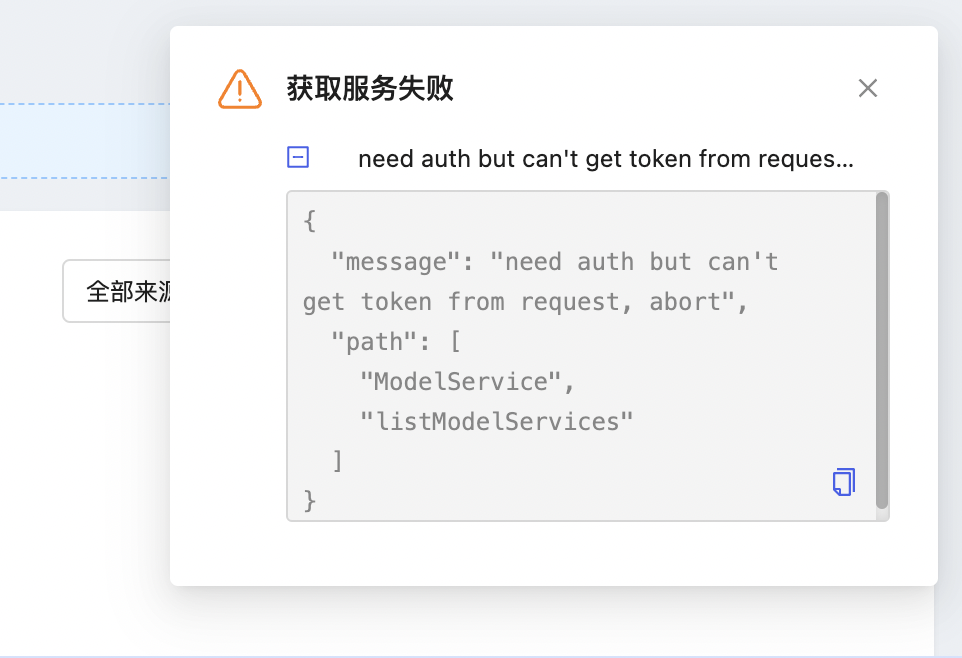 获取服务失败
need auth but can't get token from reques...
{
"message": "need auth but can't
get token from request, abort",
"path": [
"ModelService",
"listModelServices"
]
}
全部来源